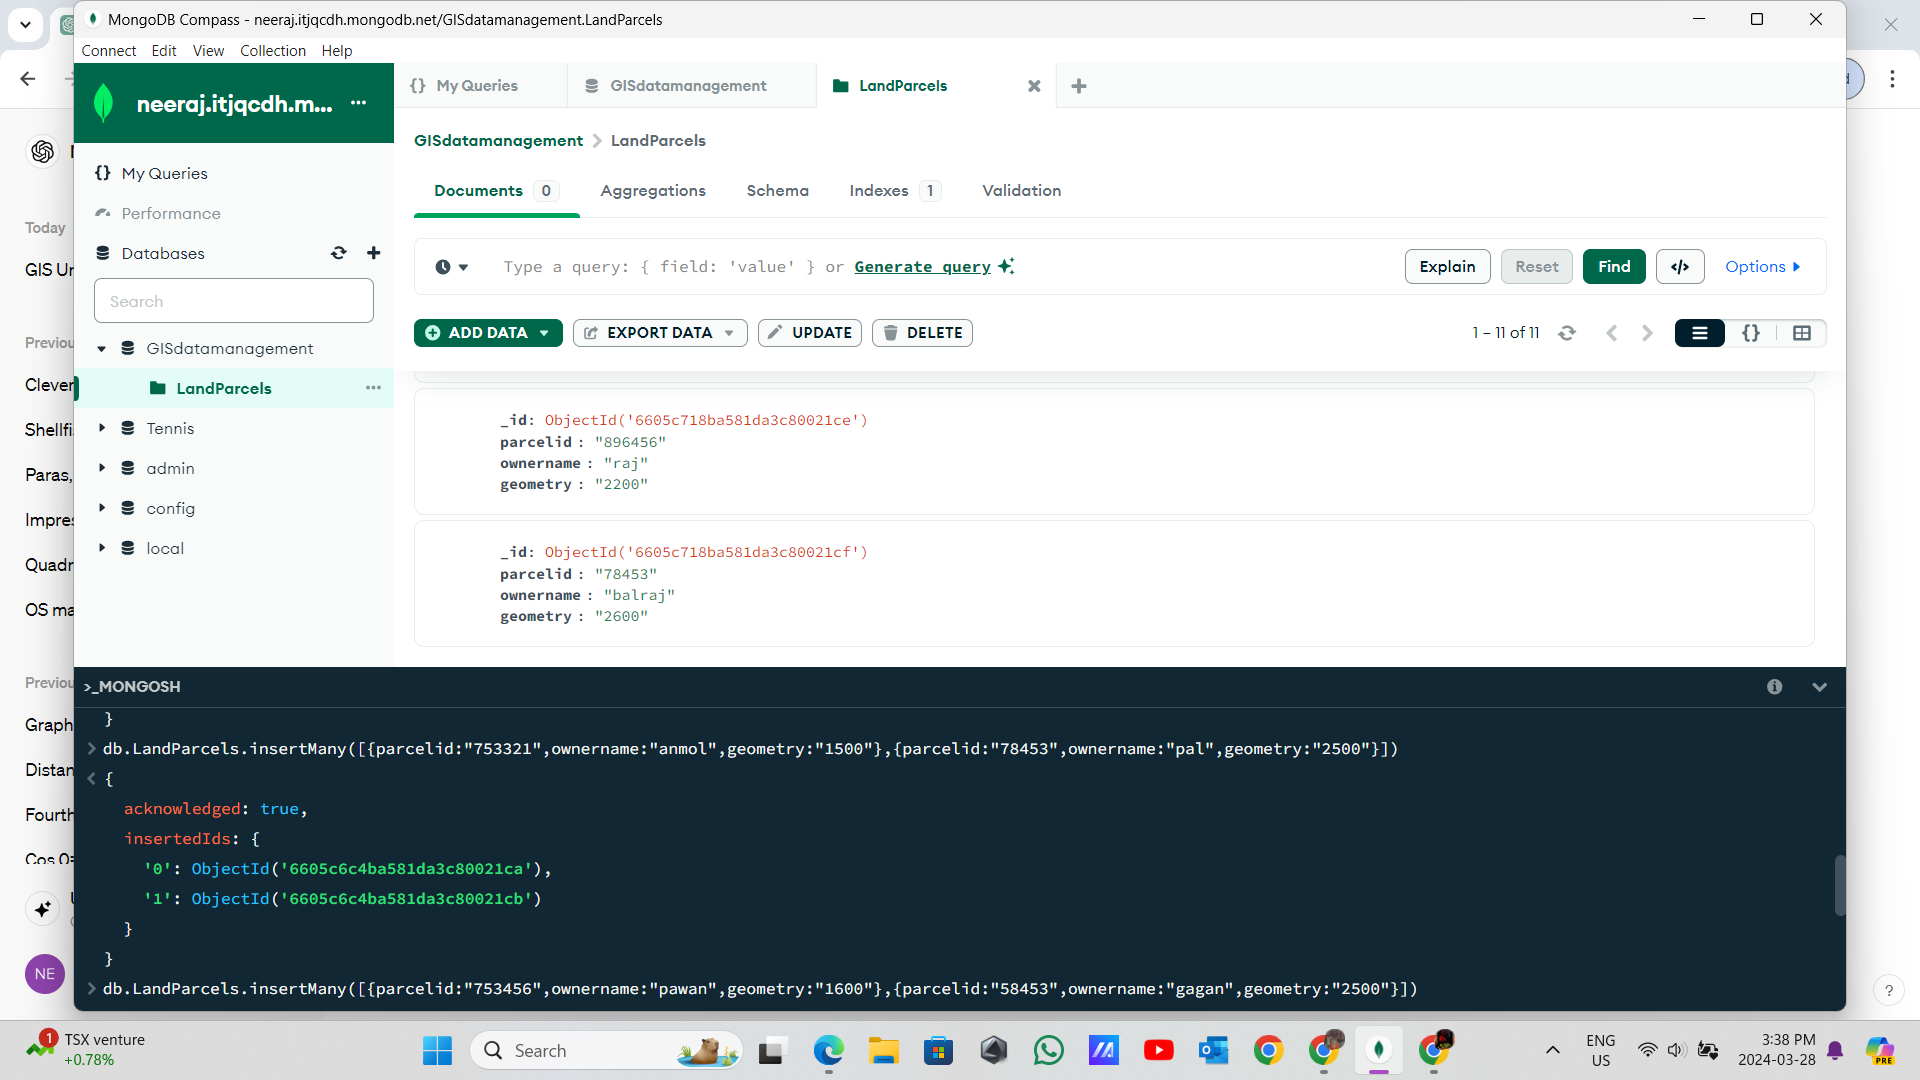 MongoDB Compass - neeraj.itjqcdh.mongodb.net/GISdatamanagement.LandParcels
Connect Edit View Collection Help
neeraj.itjqcdh.m... ...
{} My Queries
GISdatamanagement
LandParcels
GISdatamanagement > LandParcels
My Queries
Performance
Databases
Search
GISdatamanagement
LandParcels
Tennis
admin
config
local
Documents 0 Aggregations Schema Indexes 1 Validation
Type a query: { field: 'value' } or Generate query
Explain Reset Find </> Options
ADD DATA EXPORT DATA UPDATE DELETE
1 – 11 of 11
_id: ObjectId('6605c718ba581da3c80021ce')
parcelid : "896456"
ownername : "raj"
geometry : "2200"
_id: ObjectId('6605c718ba581da3c80021cf')
parcelid : "78453"
ownername : "balraj"
geometry : "2600"
>_MONGOSH
}
> db.LandParcels.insertMany([{parcelid:"753321",ownername:"anmol",geometry:"1500"},{parcelid:"78453",ownername:"pal",geometry:"2500"}])
< {
acknowledged: true,
insertedIds: {
'0': ObjectId('6605c6c4ba581da3c80021ca'),
'1': ObjectId('6605c6c4ba581da3c80021cb')
}
}
> db.LandParcels.insertMany([{parcelid:"753456",ownername:"pawan",geometry:"1600"},{parcelid:"58453",ownername:"gagan",geometry:"2500"}])
Today
GIS
Previou
Clever
Shellfi
Paras,
Impres
Quadr
OS ma
Previou
Graph
Distan
Fourth
Cos
NE
?
1
TSX venture
+0.78%
Search
ENG
US
3:38 PM
2024-03-28
PRE